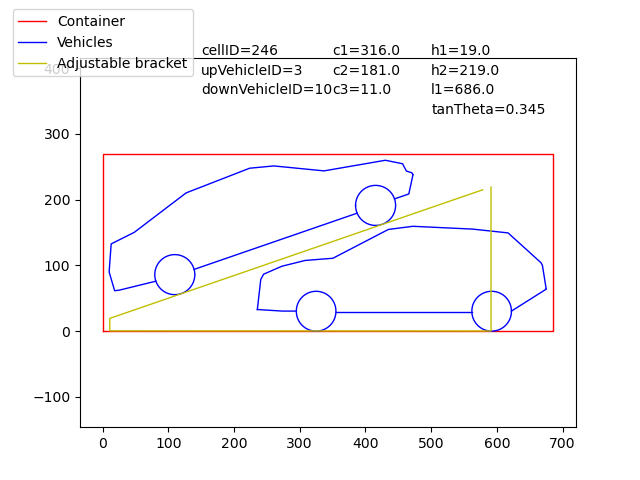 Container
Vehicles
Adjustable bracket
cellID=246 c1=316.0 h1=19.0
upVehicleID=3 c2=181.0 h2=219.0
downVehicleID=10 c3=11.0 l1=686.0
tanTheta=0.345
400
300
200
100
0
−100
0 100 200 300 400 500 600 700